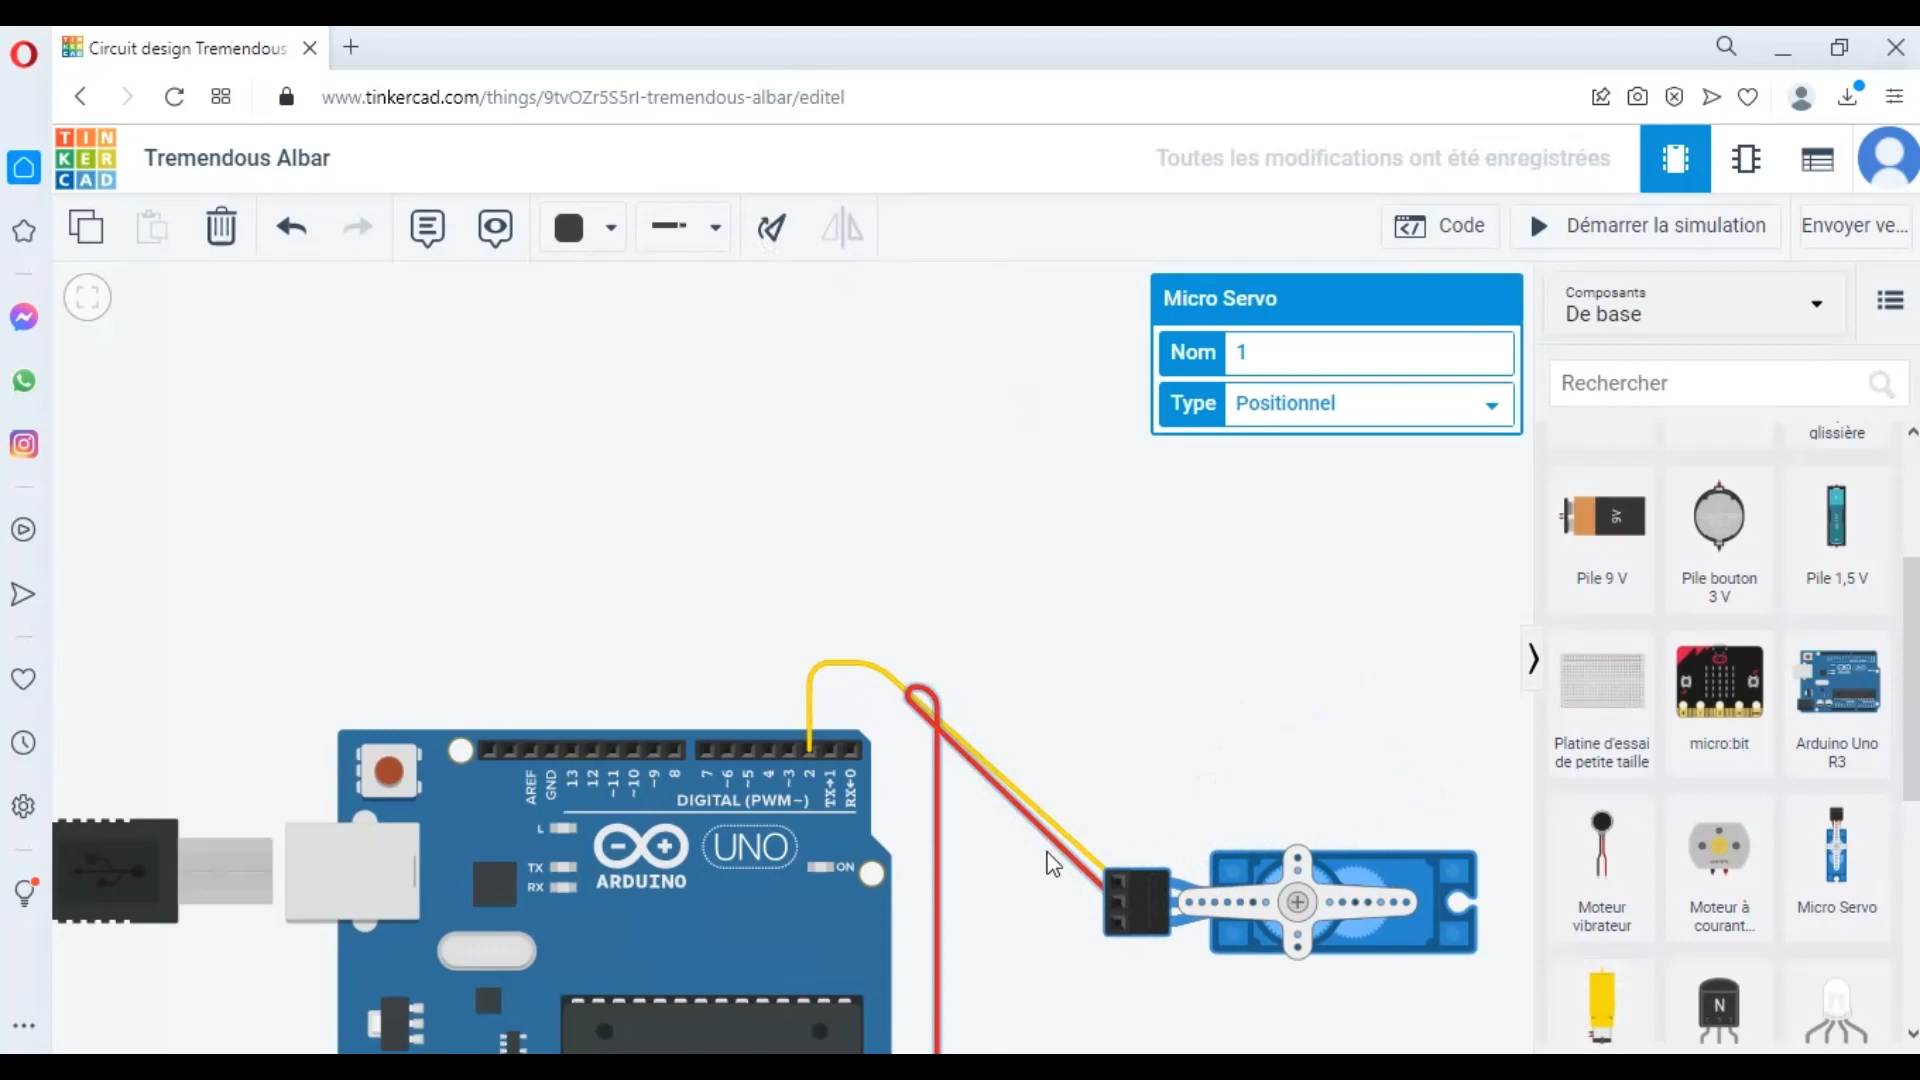 Circuit design Tremendous
www.tinkercad.com/things/9tvOZr5S5rI-tremendous-albar/editel
TIN
KER
CAD
Tremendous Albar
Toutes les modifications ont été enregistrées
Code
Démarrer la simulation
Envoyer ve...
Micro Servo
Nom 1
Type Positionnel
Composants
De base
Rechercher
glissière
9V
Pile 9 V
Pile bouton
3 V
Pile 1,5 V
Platine d'essai
de petite taille
micro:bit
Arduino Uno
R3
Moteur
vibrateur
Moteur à
courant...
Micro Servo
N
AREF
GND
13
12
~11
~10
~9
8
7
~6
~5
4
~3
2
TX→1
RX←0
DIGITAL (PWM~)
L
TX
RX
UNO
ON
ARDUINO